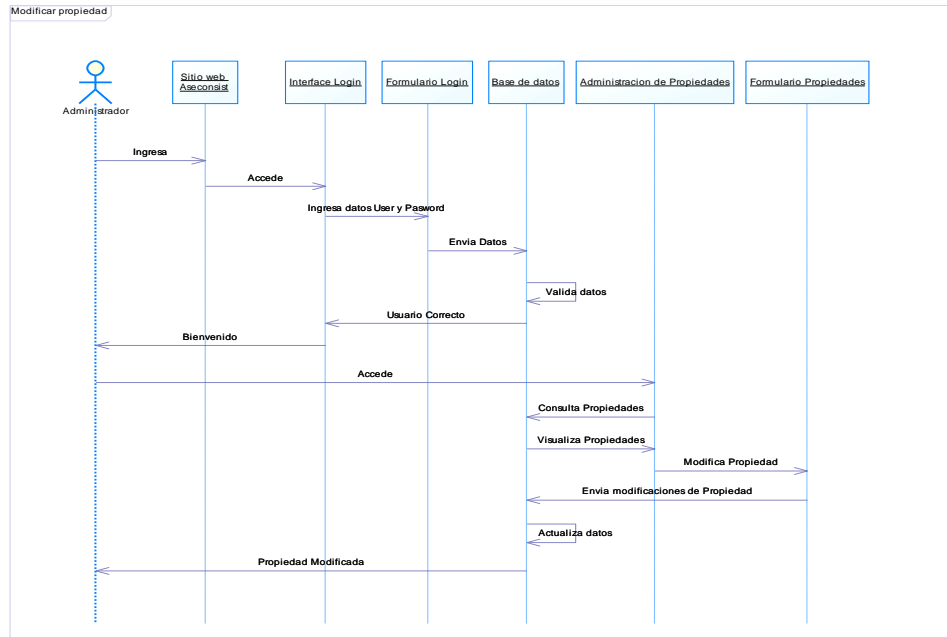 Modificar propiedad
Administrador
Sitio web
Aseconsist
Interface Login
Formulario Login
Base de datos
Administracion de Propiedades
Formulario Propiedades
Ingresa
Accede
Ingresa datos User y Pasword
Envia Datos
Valida datos
Usuario Correcto
Bienvenido
Accede
Consulta Propiedades
Visualiza Propiedades
Modifica Propiedad
Envia modificaciones de Propiedad
Actualiza datos
Propiedad Modificada